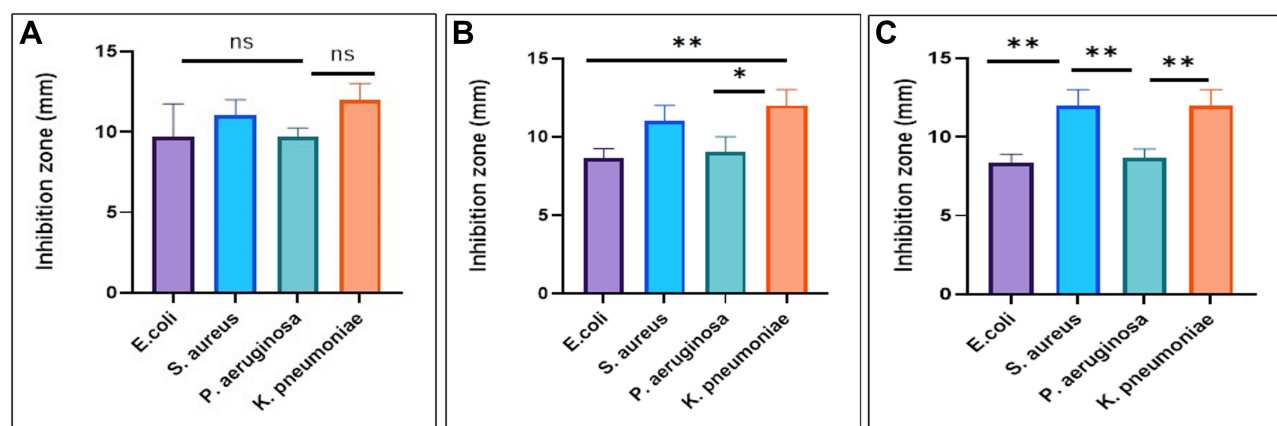 A
ns
ns
15
10
5
0
Inhibition zone (mm)
E.coli
S. aureus
P. aeruginosa
K. pneumoniae
B
**
*
15
10
5
0
Inhibition zone (mm)
E.coli
S. aureus
P. aeruginosa
K. pneumoniae
C
**
**
**
15
10
5
0
Inhibition zone (mm)
E.coli
S. aureus
P. aeruginosa
K. pneumoniae